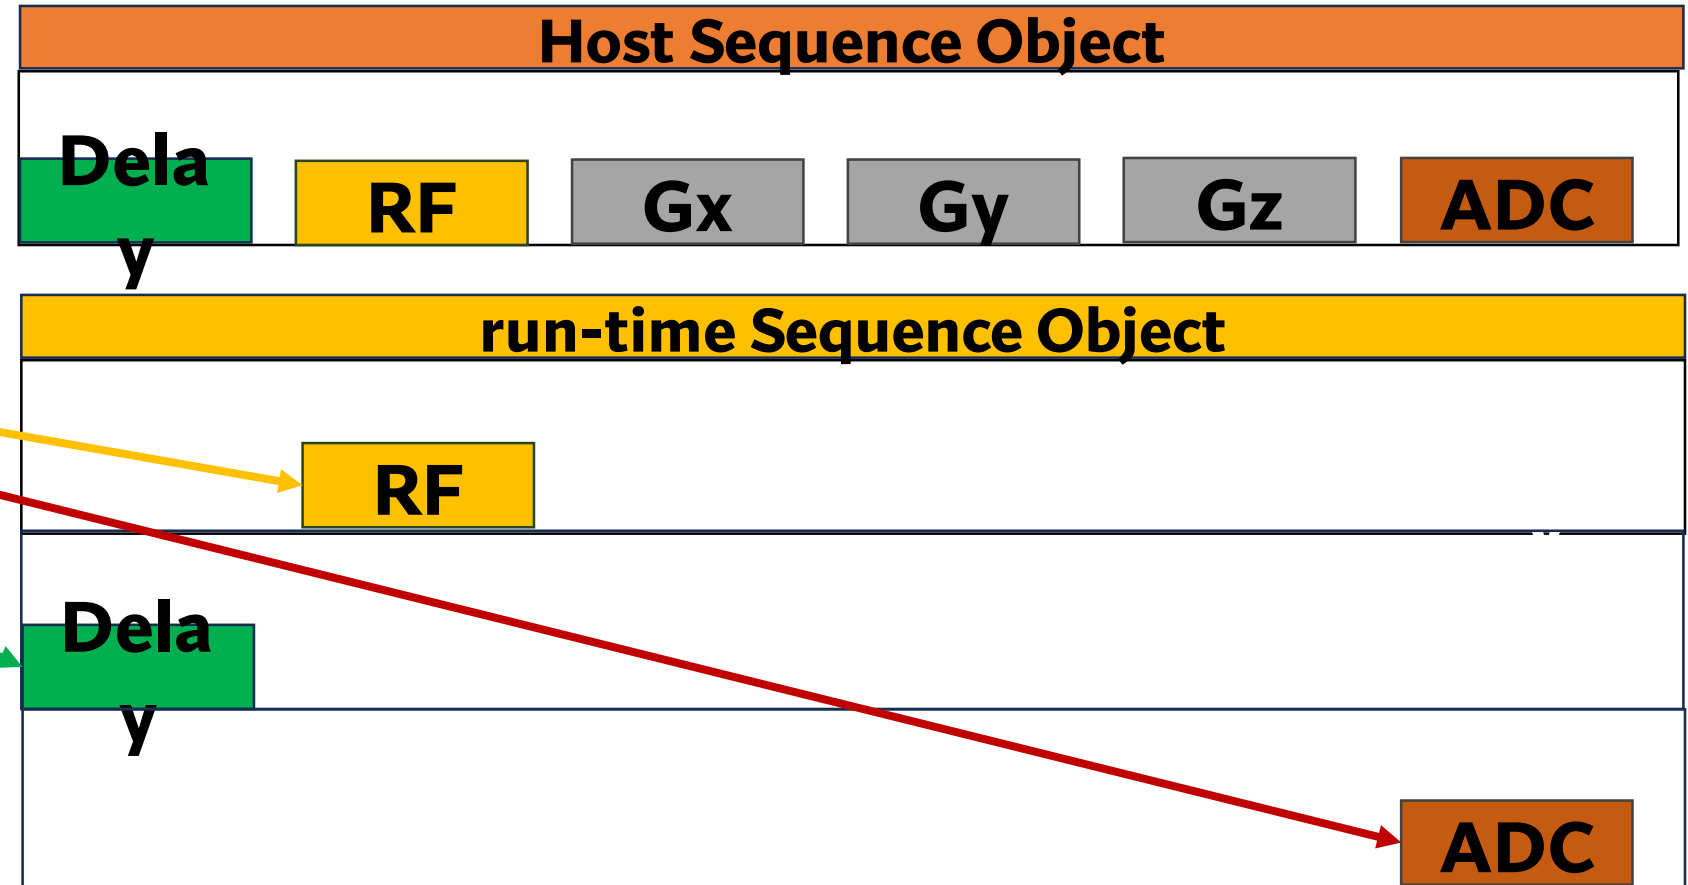 Host Sequence Object
Dela
y
RF
Gx
Gy
Gz
ADC
run-time Sequence Object
RF
Dela
y
ADC